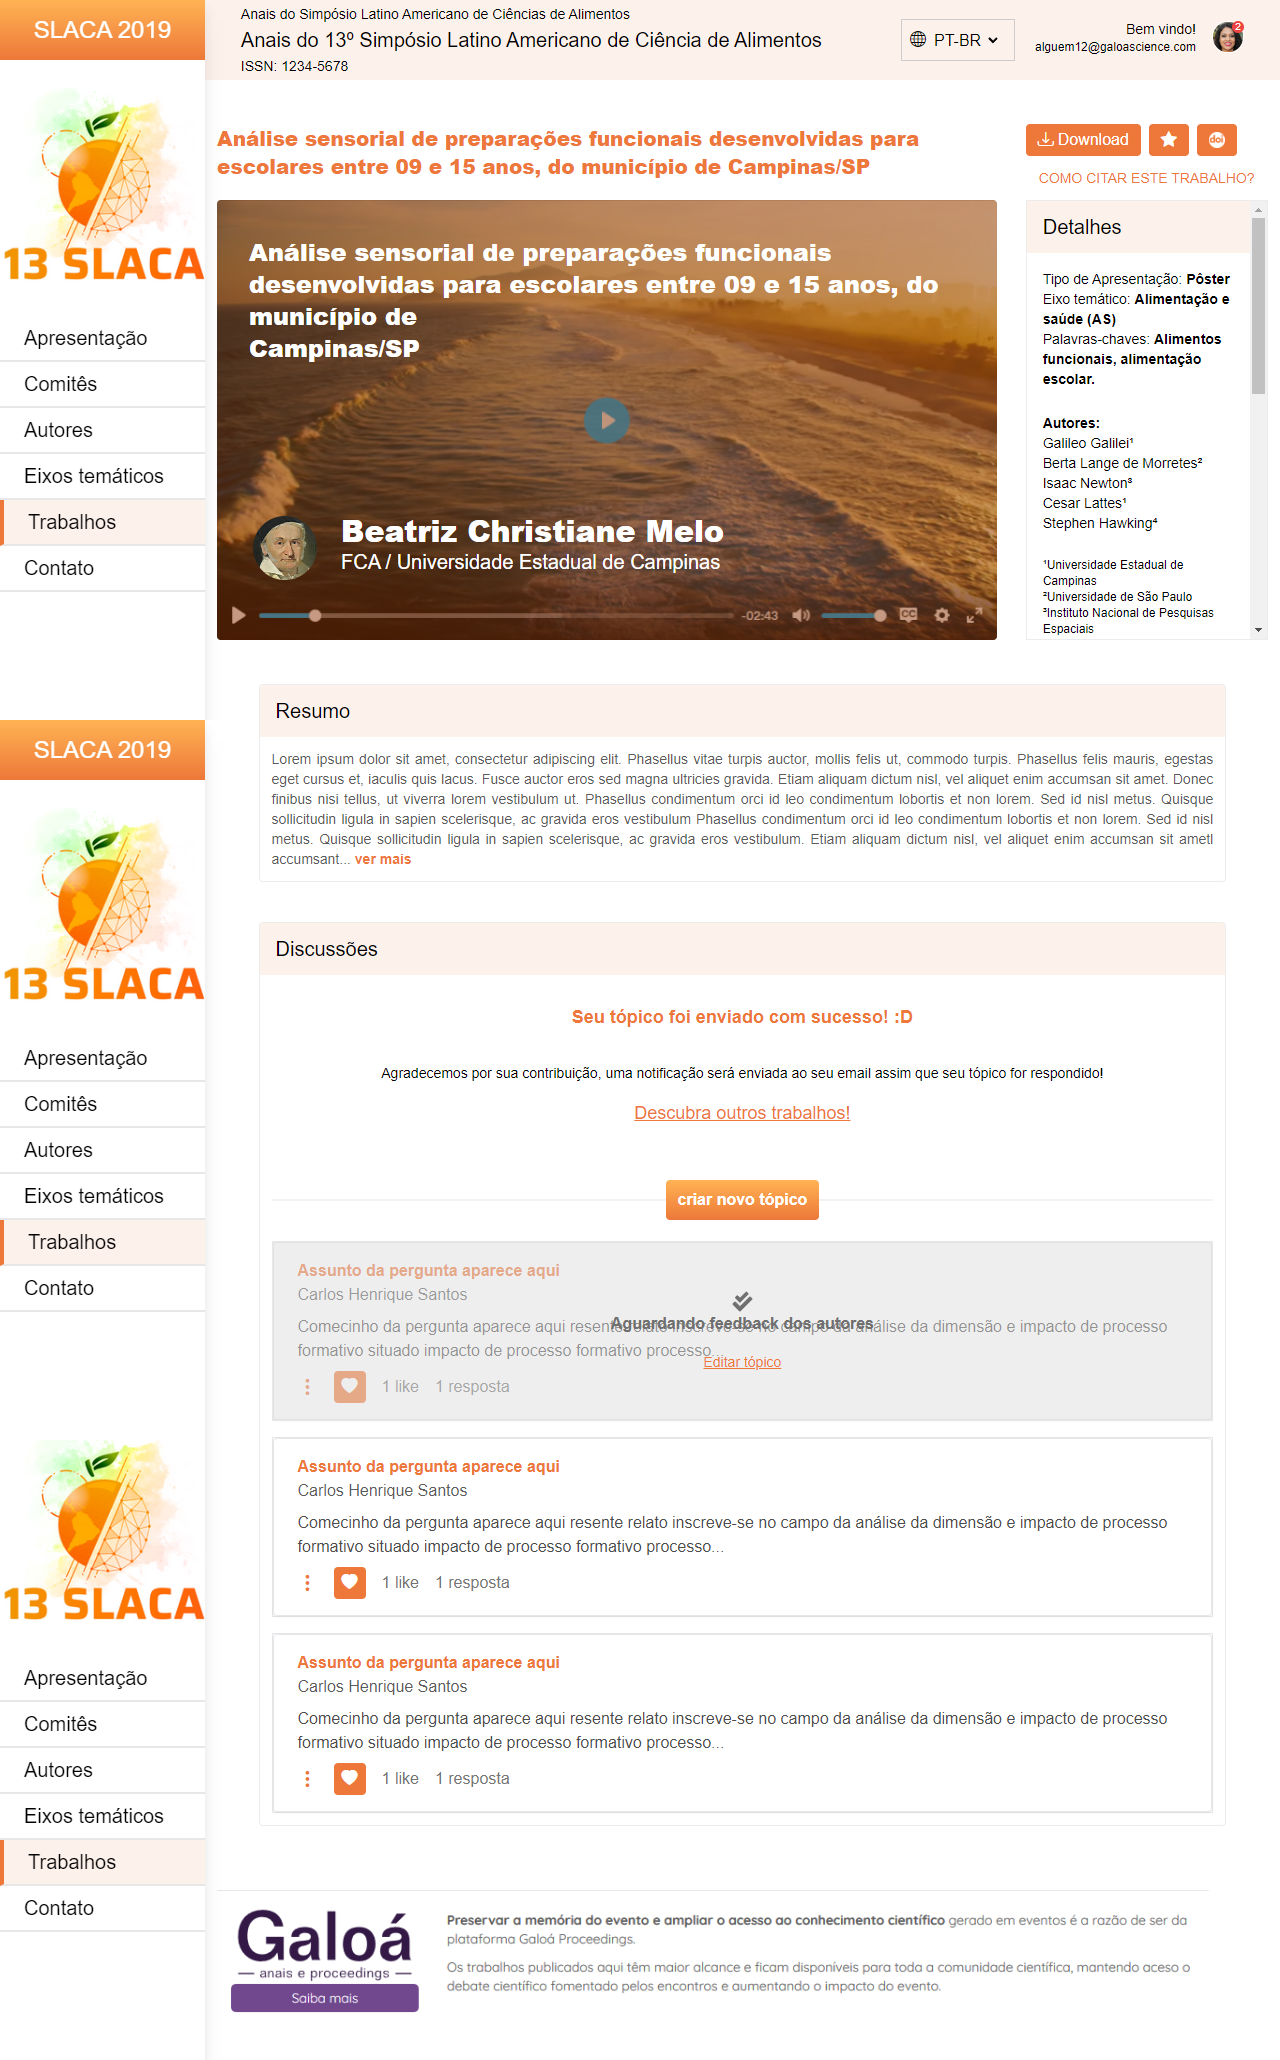 SLACA 2019
13 SLACA
Apresentação
Comitês
Autores
Eixos temáticos
Trabalhos
Contato
SLACA 2019
13 SLACA
Apresentação
Comitês
Autores
Eixos temáticos
Trabalhos
Contato
13 SLACA
Apresentação
Comitês
Autores
Eixos temáticos
Trabalhos
Contato
Anais do Simpósio Latino Americano de Ciências de Alimentos
Anais do 13º Simpósio Latino Americano de Ciência de Alimentos
ISSN: 1234-5678
PT-BR
Bem vindo!
alguem12@galoascience.com
2
Análise sensorial de preparações funcionais desenvolvidas para
escolares entre 09 e 15 anos, do município de Campinas/SP
Download
doi
COMO CITAR ESTE TRABALHO?
Análise sensorial de preparações funcionais
desenvolvidas para escolares entre 09 e 15 anos, do
município de
Campinas/SP
Beatriz Christiane Melo
FCA / Universidade Estadual de Campinas
-02:43
CC
Detalhes
Tipo de Apresentação: Pôster
Eixo temático: Alimentação e
saúde (AS)
Palavras-chaves: Alimentos
funcionais, alimentação
escolar.
Autores:
Galileo Galilei¹
Berta Lange de Morretes²
Isaac Newton³
Cesar Lattes¹
Stephen Hawking⁴
¹Universidade Estadual de
Campinas
²Universidade de São Paulo
³Instituto Nacional de Pesquisas
Espaciais
Resumo
Lorem ipsum dolor sit amet, consectetur adipiscing elit. Phasellus vitae turpis auctor, mollis felis ut, commodo turpis. Phasellus felis mauris, egestas
eget cursus et, iaculis quis lacus. Fusce auctor eros sed magna ultricies gravida. Etiam aliquam dictum nisl, vel aliquet enim accumsan sit amet. Donec
finibus nisi tellus, ut viverra lorem vestibulum ut. Phasellus condimentum orci id leo condimentum lobortis et non lorem. Sed id nisl metus. Quisque
sollicitudin ligula in sapien scelerisque, ac gravida eros vestibulum Phasellus condimentum orci id leo condimentum lobortis et non lorem. Sed id nisl
metus. Quisque sollicitudin ligula in sapien scelerisque, ac gravida eros vestibulum. Etiam aliquam dictum nisl, vel aliquet enim accumsan sit ametl
accumsant... ver mais
Discussões
Seu tópico foi enviado com sucesso! :D
Agradecemos por sua contribuição, uma notificação será enviada ao seu email assim que seu tópico for respondido!
Descubra outros trabalhos!
criar novo tópico
Assunto da pergunta aparece aqui
Carlos Henrique Santos
Aguardando feedback dos autores
Comecinho da pergunta aparece aqui resente relato inscreve-se no campo da análise da dimensão e impacto de processo
formativo situado impacto de processo formativo processo...
Editar tópico
1 like 1 resposta
Assunto da pergunta aparece aqui
Carlos Henrique Santos
Comecinho da pergunta aparece aqui resente relato inscreve-se no campo da análise da dimensão e impacto de processo
formativo situado impacto de processo formativo processo...
1 like 1 resposta
Assunto da pergunta aparece aqui
Carlos Henrique Santos
Comecinho da pergunta aparece aqui resente relato inscreve-se no campo da análise da dimensão e impacto de processo
formativo situado impacto de processo formativo processo...
1 like 1 resposta
Galoá
anais e proceedings
Saiba mais
Preservar a memória do evento e ampliar o acesso ao conhecimento científico gerado em eventos é a razão de ser da
plataforma Galoá Proceedings.
Os trabalhos publicados aqui têm maior alcance e ficam disponíveis para toda a comunidade científica, mantendo aceso o
debate científico fomentado pelos encontros e aumentando o impacto do evento.